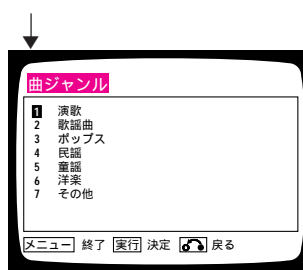 曲ジャンル
1 演歌
2 歌謡曲
3 ポップス
4 民謡
5 童謡
6 洋楽
7 その他
メニュー 終了 実行 決定 戻る